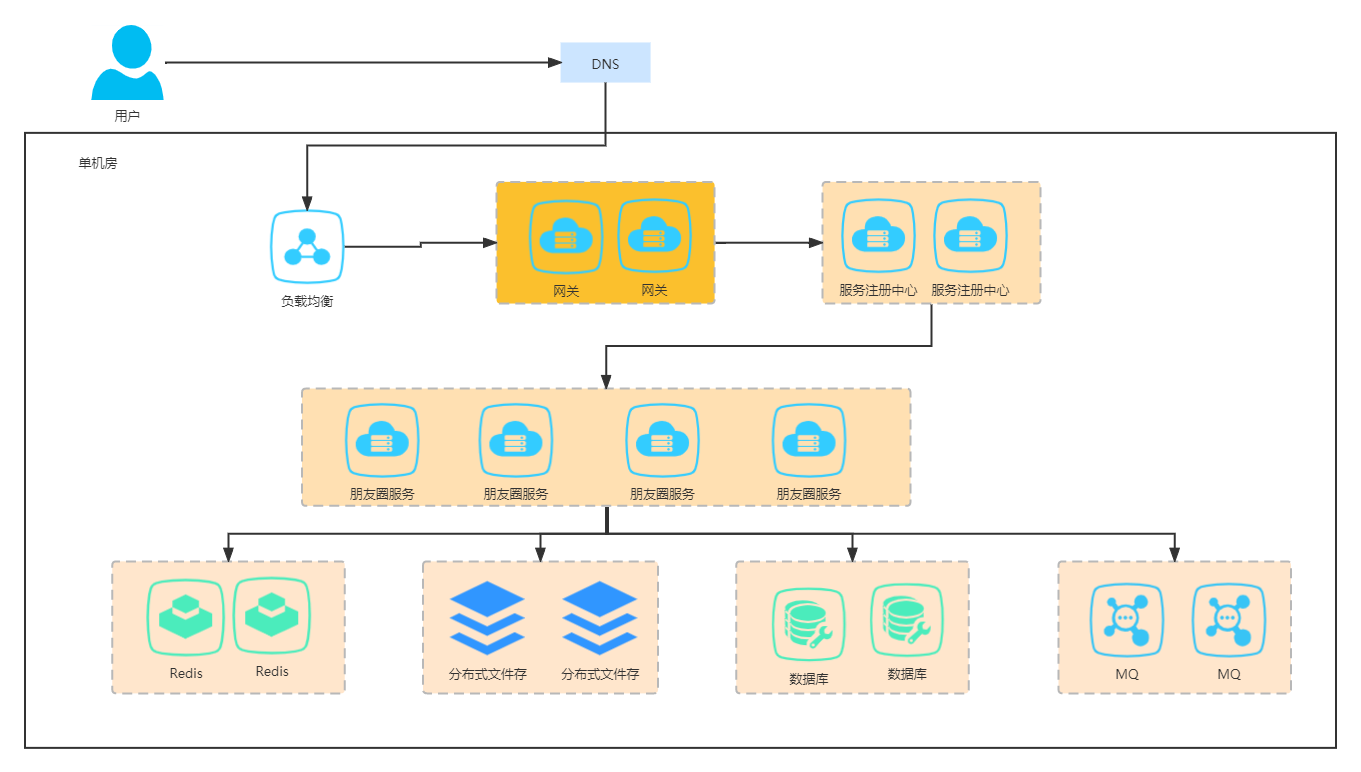 DNS
用户
单机房
负载均衡
网关
网关
服务注册中心
服务注册中心
朋友圈服务
朋友圈服务
朋友圈服务
朋友圈服务
Redis
Redis
分布式文件存
分布式文件存
数据库
数据库
MQ
MQ